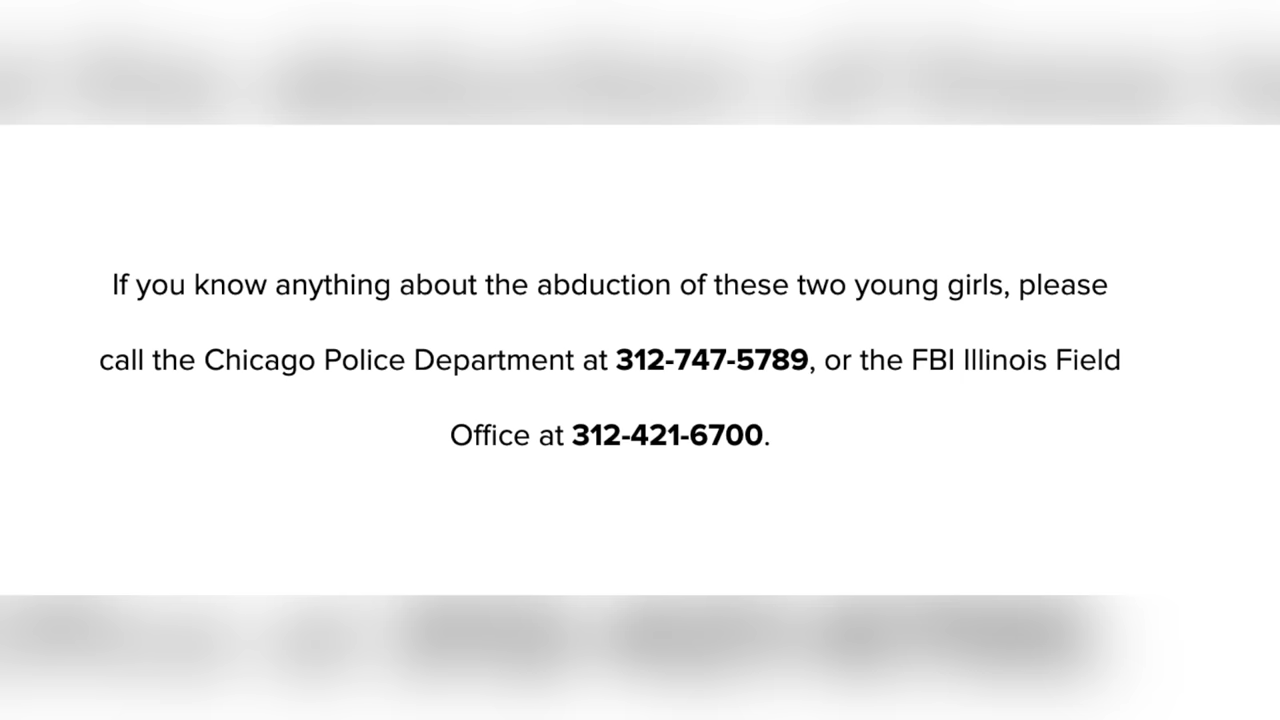 If you know anything about the abduction of these two young girls, please
call the Chicago Police Department at 312-747-5789, or the FBI Illinois Field
Office at 312-421-6700.